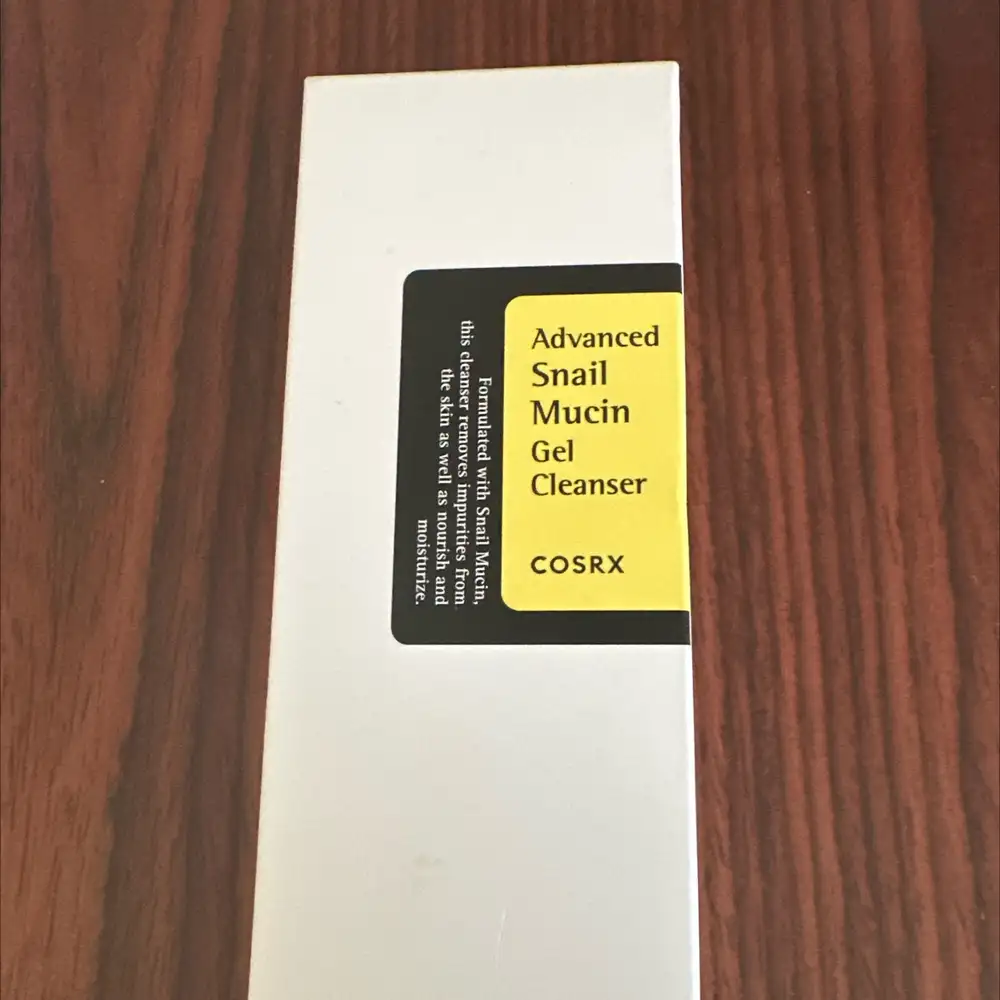 Advanced
Snail
Mucin
Gel
Cleanser
COSRX
Formulated with Snail Mucin,
this cleanser removes impurities from
the skin as well as nourish and
moisturize.